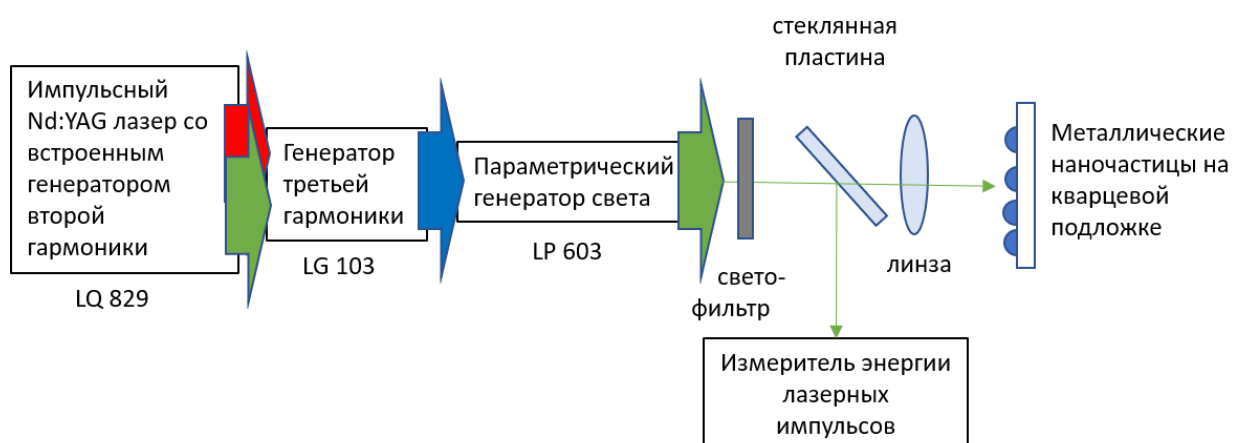 Импульсный
Nd:YAG лазер со
встроенным
генератором
второй
гармоники
LQ 829
Генератор
третьей
гармоники
LG 103
Параметрический
генератор света
LP 603
свето-
фильтр
стеклянная
пластина
линза
Металлические
наночастицы на
кварцевой
подложке
Измеритель энергии
лазерных
импульсов